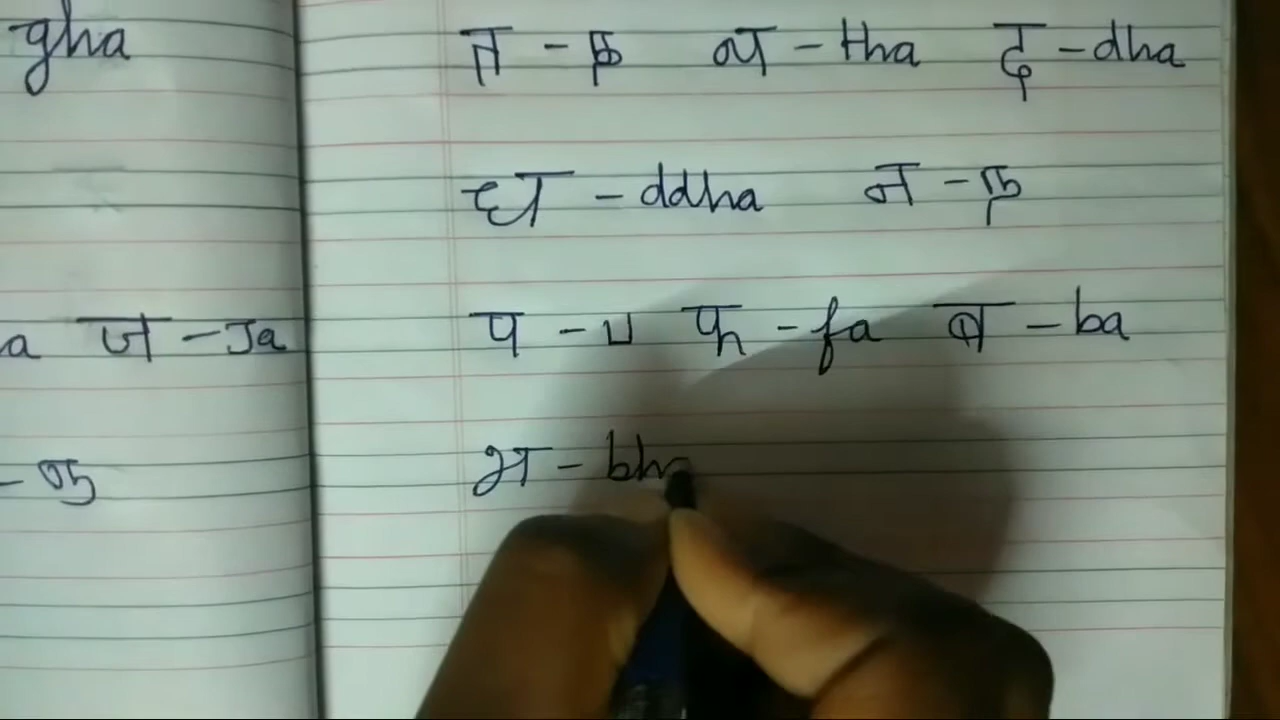 gha
त - த थ - tha द - dha
ध - ddha न - ந
a ज - Ja
प - ப फ - fa ब - ba
- ஞ
भ - bh